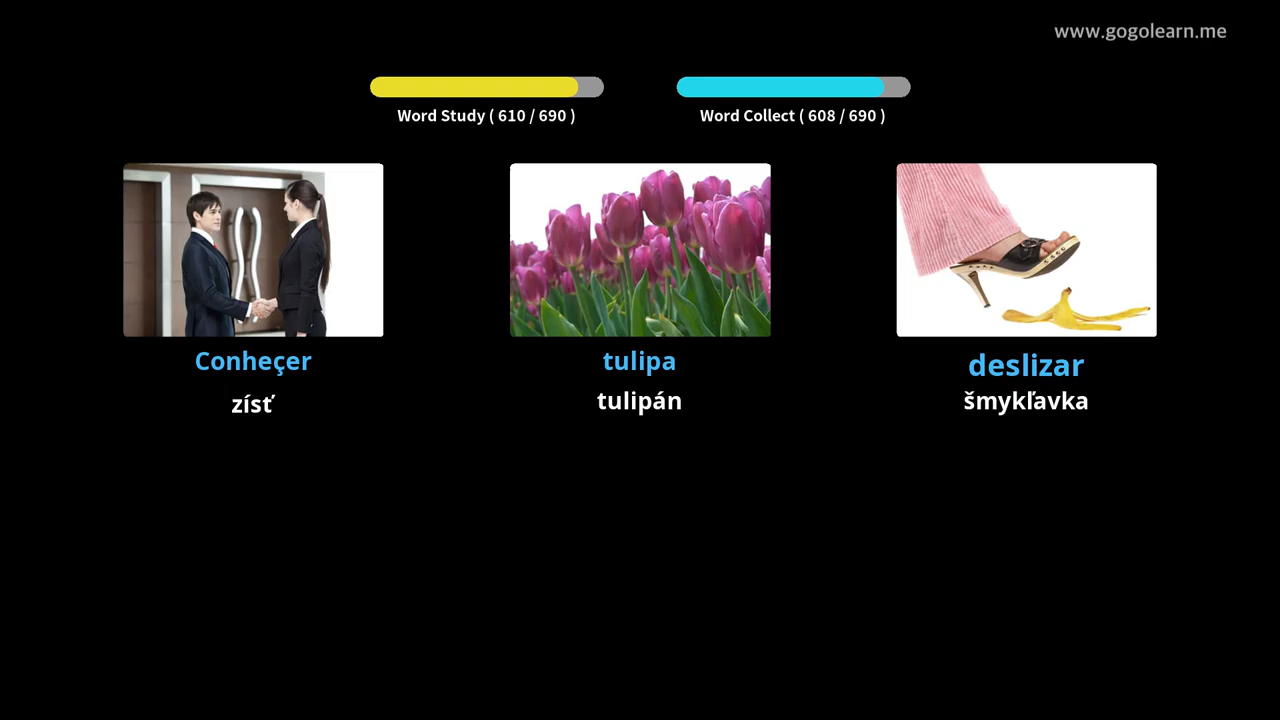 www.gogolearn.me
Word Study ( 610 / 690 )
Word Collect ( 608 / 690 )
Conheçer
zísť
tulipa
tulipán
deslizar
šmykľavka